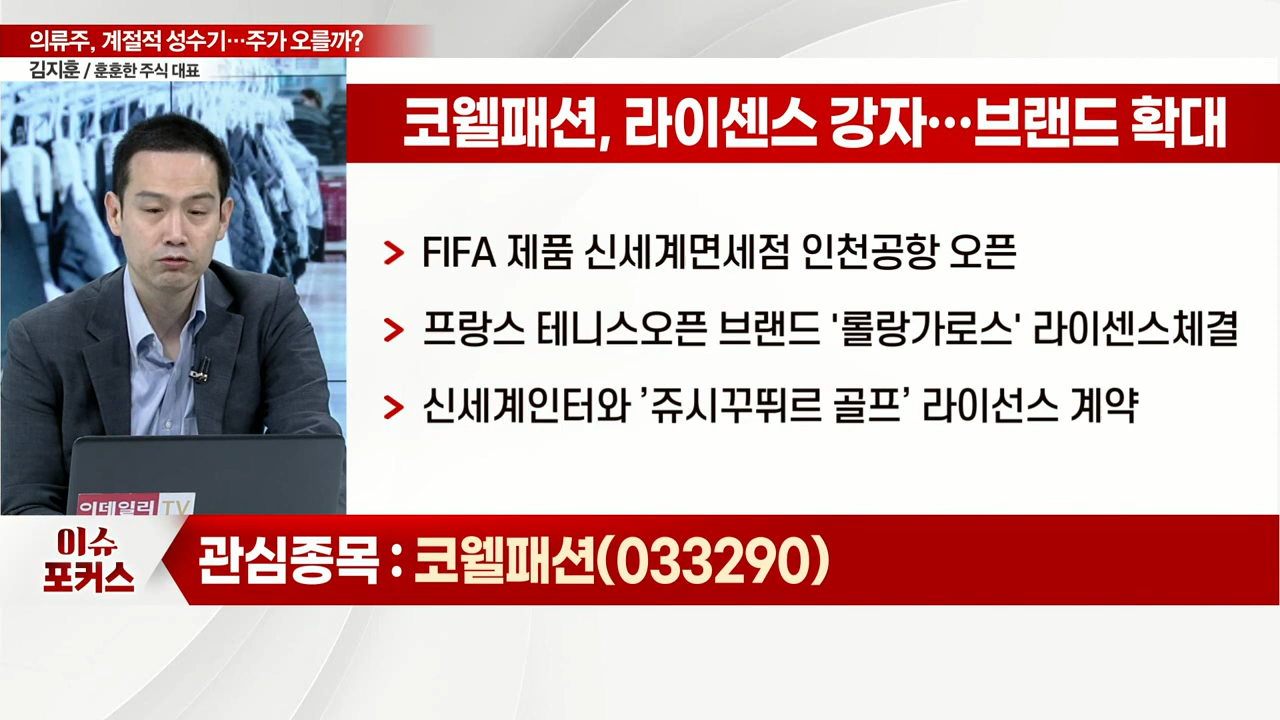 의류주, 계절적 성수기…주가 오를까?
김지훈 / 훈훈한 주식 대표
코웰패션, 라이센스 강자…브랜드 확대
> FIFA 제품 신세계면세점 인천공항 오픈
> 프랑스 테니스오픈 브랜드 '롤랑가로스' 라이센스체결
> 신세계인터와 ’쥬시꾸뛰르 골프’ 라이선스 계약
이데일리 TV
이슈
포커스
관심종목 : 코웰패션(033290)